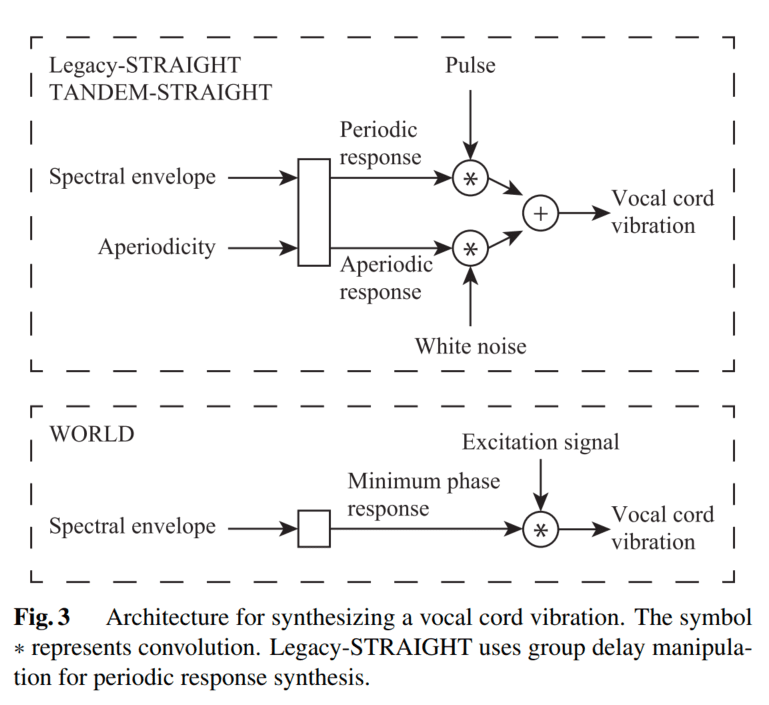 Legacy-STRAIGHT
TANDEM-STRAIGHT
Pulse
Periodic
response
Spectral envelope
*
Vocal cord
vibration
+
Aperiodicity
*
Aperiodic
response
White noise
WORLD
Excitation signal
Minimum phase
response
Spectral envelope
*
Vocal cord
vibration
Fig. 3 Architecture for synthesizing a vocal cord vibration. The symbol
* represents convolution. Legacy-STRAIGHT uses group delay manipula-
tion for periodic response synthesis.